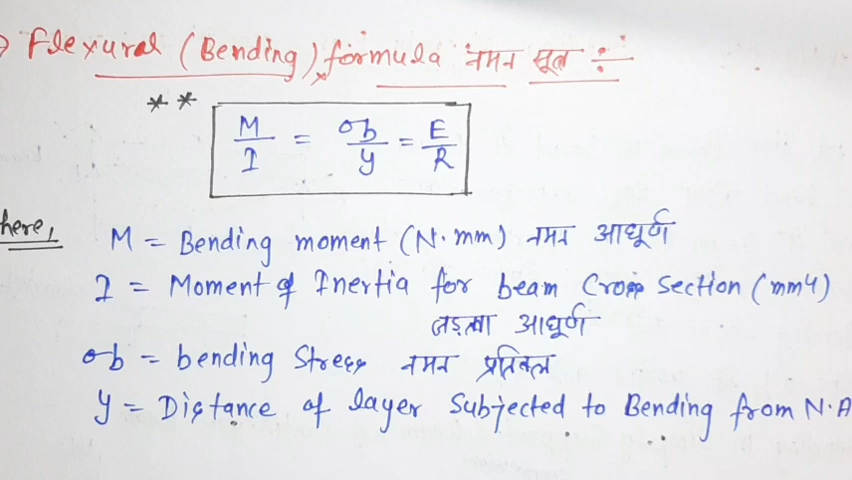 Flexural (Bending) formula नमन सूत्र ÷
**
M/I = σb/y = E/R
here,
M = Bending moment (N.mm) नमन आघूर्ण
I = Moment of Inertia for beam Cross Section (mm4)
जड़त्व आघूर्ण
σb = bending Stress नमन प्रतिबल
y = Distance of layer Subjected to Bending from N.A